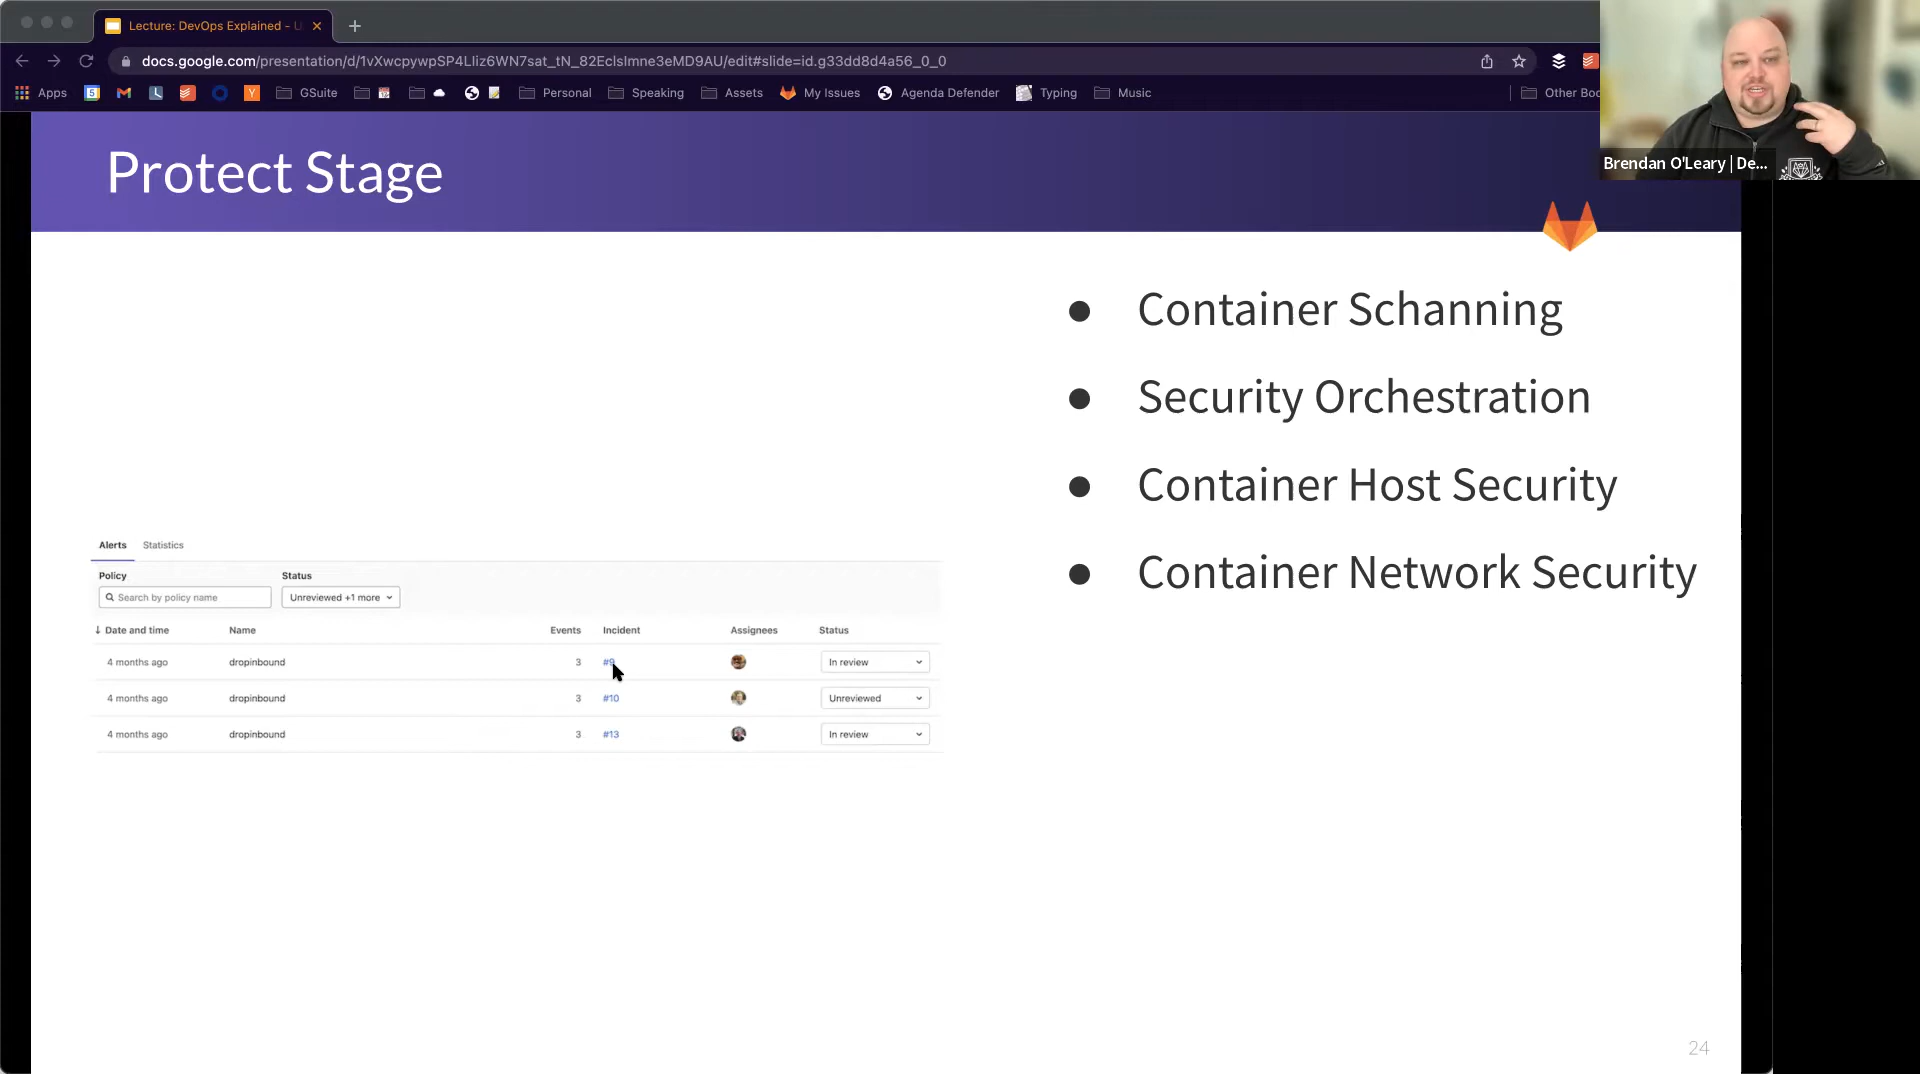 Lecture: DevOps Explained - U
docs.google.com/presentation/d/1vXwcpywpSP4LIiz6WN7sat_tN_82EclsImne3eMD9AU/edit#slide=id.g33dd8d4a56_0_0
Apps 5 GSuite Personal Speaking Assets My Issues Agenda Defender Typing Music Other Boo
Brendan O'Leary | De...
Protect Stage
● Container Schanning
● Security Orchestration
● Container Host Security
● Container Network Security
Alerts Statistics
Policy Status
Search by policy name Unreviewed +1 more
↓ Date and time Name Events Incident Assignees Status
4 months ago dropinbound 3 #9 In review
4 months ago dropinbound 3 #10 Unreviewed
4 months ago dropinbound 3 #13 In review
24